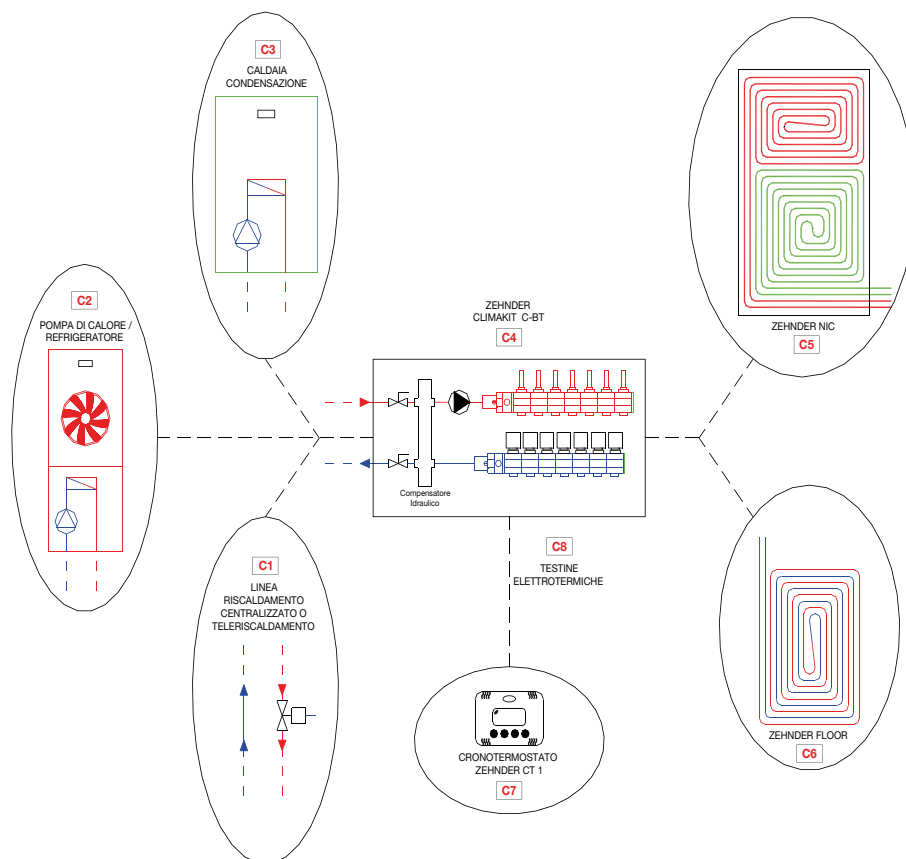 C3
CALDAIA
CONDENSAZIONE
C2
POMPA DI CALORE /
REFRIGERATORE
C1
LINEA
RISCALDAMENTO
CENTRALIZZATO O
TELERISCALDAMENTO
ZEHNDER
CLIMAKIT C-BT
C4
Compensatore
Idraulico
C8
TESTINE
ELETTROTERMICHE
CRONOTERMOSTATO
ZEHNDER CT 1
C7
ZEHNDER NIC
C5
ZEHNDER FLOOR
C6